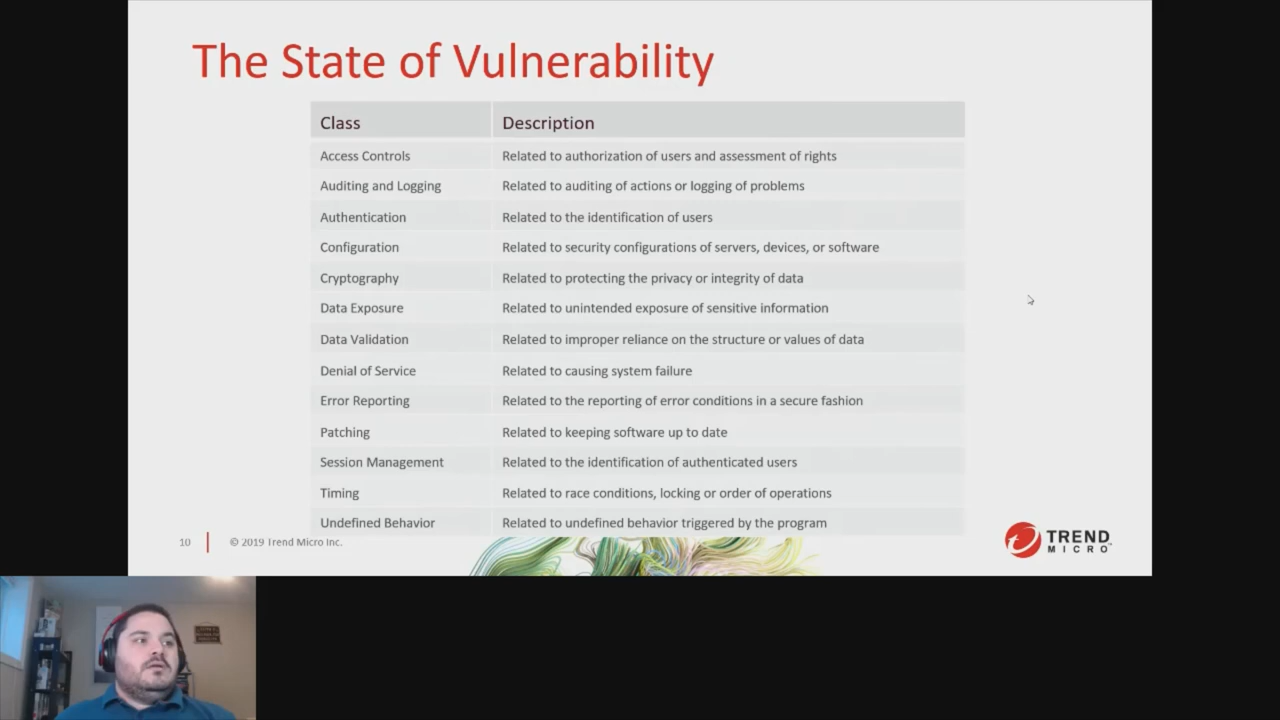 The State of Vulnerability
Class Description
Access Controls Related to authorization of users and assessment of rights
Auditing and Logging Related to auditing of actions or logging of problems
Authentication Related to the identification of users
Configuration Related to security configurations of servers, devices, or software
Cryptography Related to protecting the privacy or integrity of data
Data Exposure Related to unintended exposure of sensitive information
Data Validation Related to improper reliance on the structure or values of data
Denial of Service Related to causing system failure
Error Reporting Related to the reporting of error conditions in a secure fashion
Patching Related to keeping software up to date
Session Management Related to the identification of authenticated users
Timing Related to race conditions, locking or order of operations
Undefined Behavior Related to undefined behavior triggered by the program
10 © 2019 Trend Micro Inc.
TREND
MICRO™